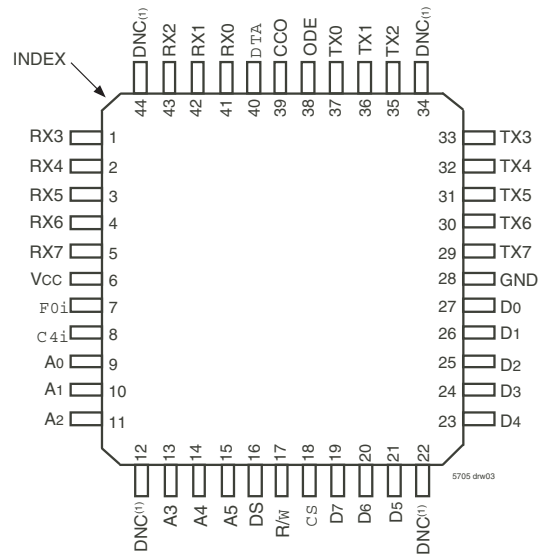 DNC(1) RX2 RX1 RX0 DTA CCO ODE TX0 TX1 TX2 DNC(1)
INDEX
44 43 42 41 40 39 38 37 36 35 34
RX3 1 33 TX3
RX4 2 32 TX4
RX5 3 31 TX5
RX6 4 30 TX6
RX7 5 29 TX7
VCC 6 28 GND
F0i 7 27 D0
C4i 8 26 D1
A0 9 25 D2
A1 10 24 D3
A2 11 23 D4
12 13 14 15 16 17 18 19 20 21 22
5705 drw03
DNC(1) A3 A4 A5 DS R/W CS D7 D6 D5 DNC(1)